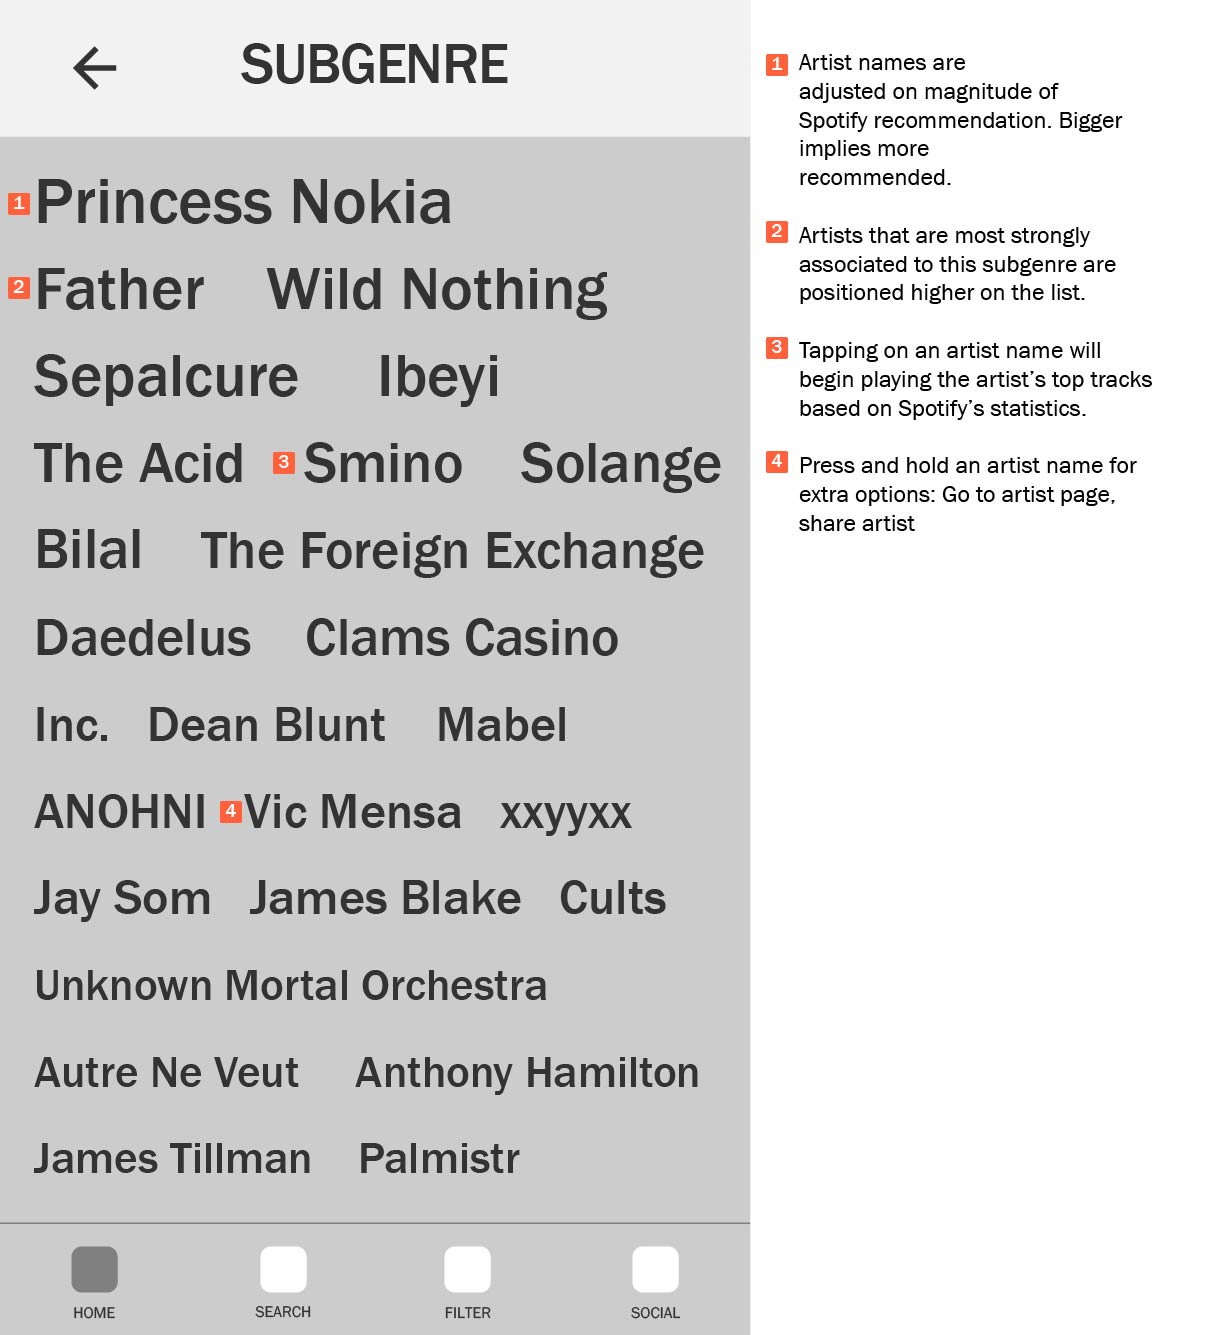 SUBGENRE
1 Princess Nokia
2 Father Wild Nothing
Sepalcure Ibeyi
The Acid 3 Smino Solange
Bilal The Foreign Exchange
Daedelus Clams Casino
Inc. Dean Blunt Mabel
ANOHNI 4 Vic Mensa xxyyxx
Jay Som James Blake Cults
Unknown Mortal Orchestra
Autre Ne Veut Anthony Hamilton
James Tillman Palmistr
HOME SEARCH FILTER SOCIAL
1 Artist names are
adjusted on magnitude of
Spotify recommendation. Bigger
implies more
recommended.
2 Artists that are most strongly
associated to this subgenre are
positioned higher on the list.
3 Tapping on an artist name will
begin playing the artist’s top tracks
based on Spotify’s statistics.
4 Press and hold an artist name for
extra options: Go to artist page,
share artist